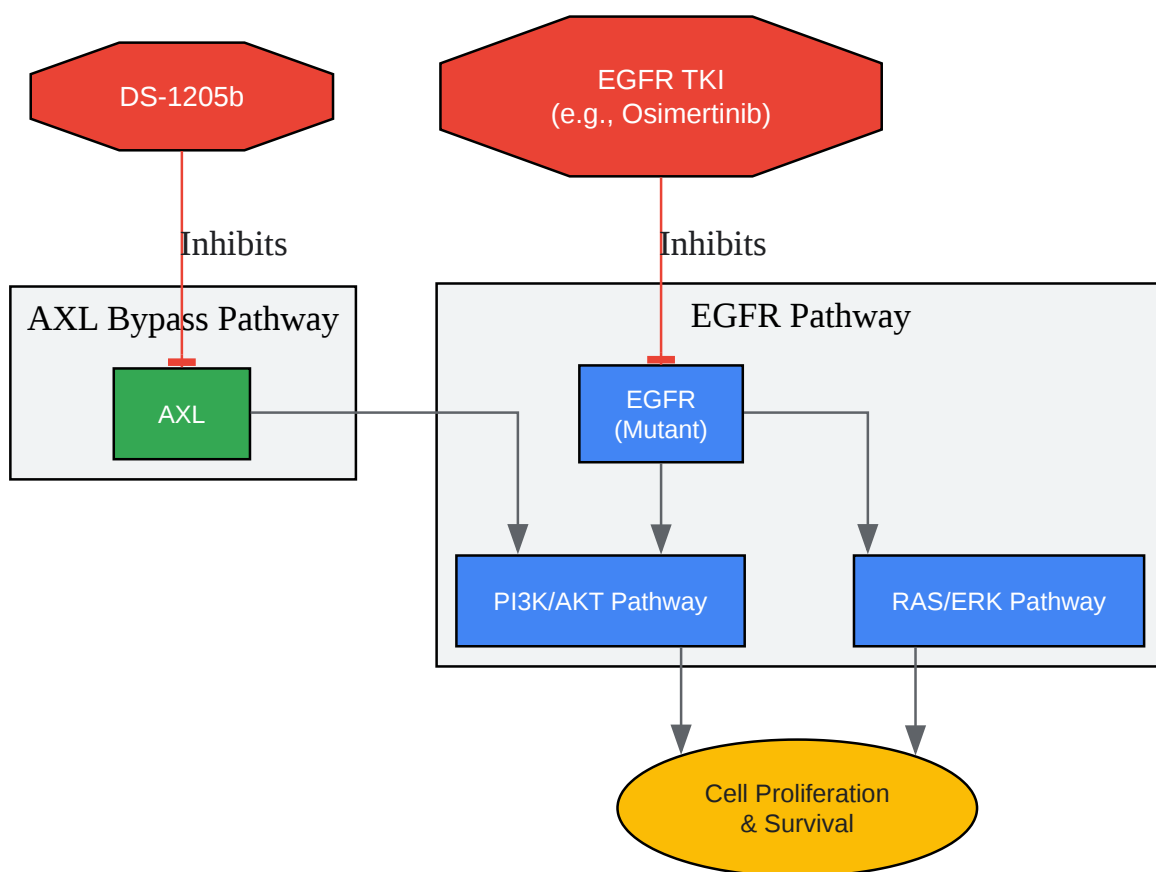 DS-1205b
EGFR TKI
(e.g., Osimertinib)
Inhibits
Inhibits
AXL Bypass Pathway
EGFR Pathway
AXL
EGFR
(Mutant)
PI3K/AKT Pathway
RAS/ERK Pathway
Cell Proliferation
& Survival